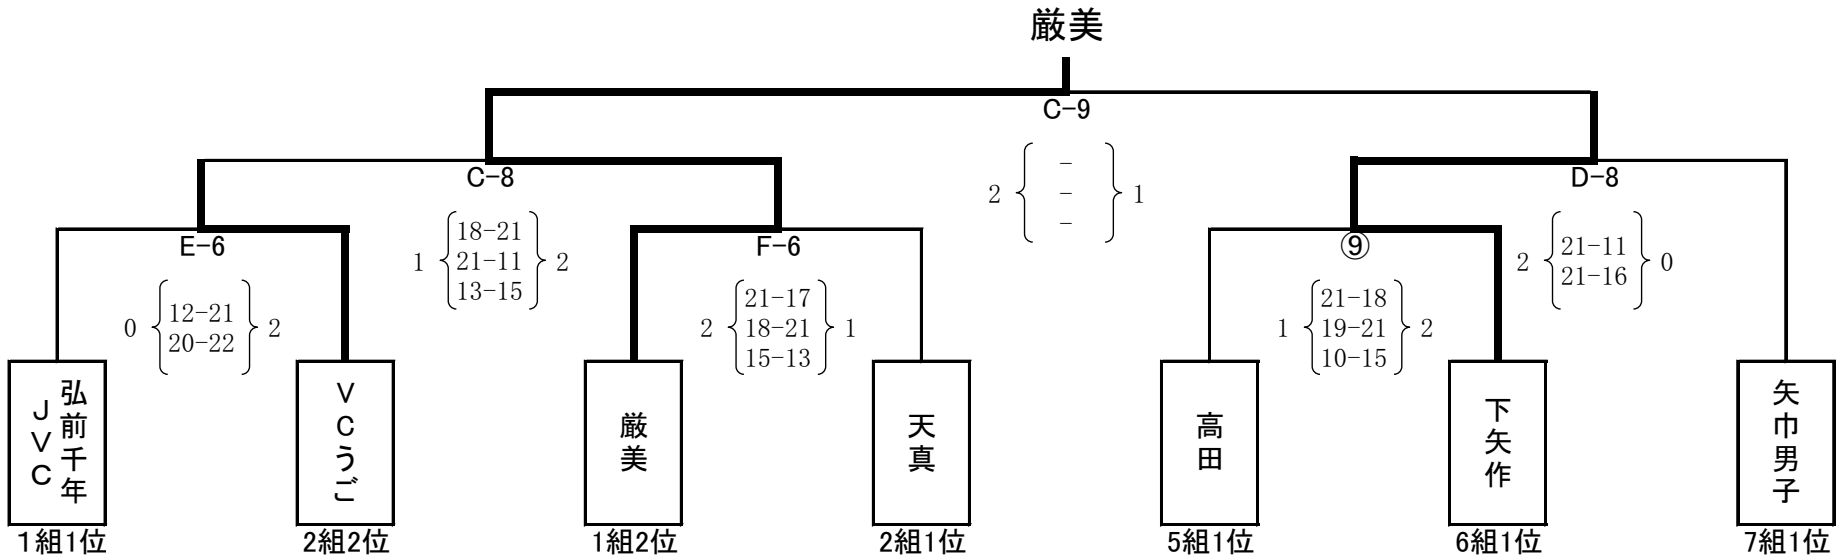 厳美
C-9
2 - 1
-
-
C-8
1 18-21 2
21-11
13-15
D-8
2 21-11 0
21-16
E-6
0 12-21 2
20-22
F-6
2 21-17 1
18-21
15-13
⑨
1 21-18 2
19-21
10-15
弘前千年
JVC
VCうご
厳美
天真
高田
下矢作
矢巾男子
1組1位
2組2位
1組2位
2組1位
5組1位
6組1位
7組1位